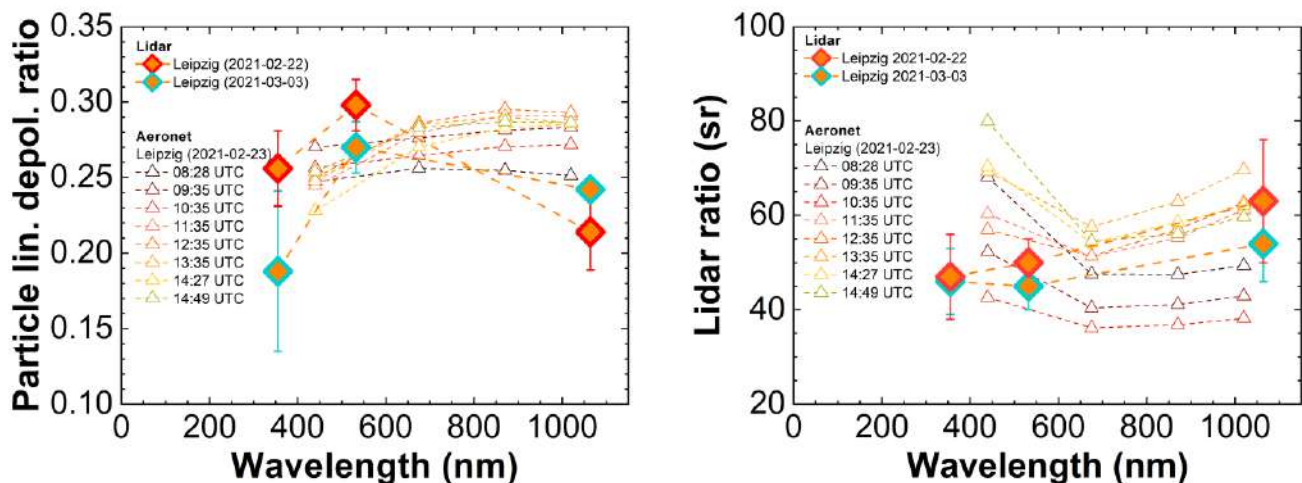 0.35
0.30
0.25
0.20
0.15
0.10
Particle lin. depol. ratio
Lidar
Leipzig (2021-02-22)
Leipzig (2021-03-03)
Aeronet
Leipzig (2021-02-23)
08:28 UTC
09:35 UTC
10:35 UTC
11:35 UTC
12:35 UTC
13:35 UTC
14:27 UTC
14:49 UTC
0 200 400 600 800 1000
Wavelength (nm)
100
80
60
40
20
Lidar ratio (sr)
Lidar
Leipzig 2021-02-22
Leipzig 2021-03-03
Aeronet
Leipzig (2021-02-23)
08:28 UTC
09:35 UTC
10:35 UTC
11:35 UTC
12:35 UTC
13:35 UTC
14:27 UTC
14:49 UTC
0 200 400 600 800 1000
Wavelength (nm)